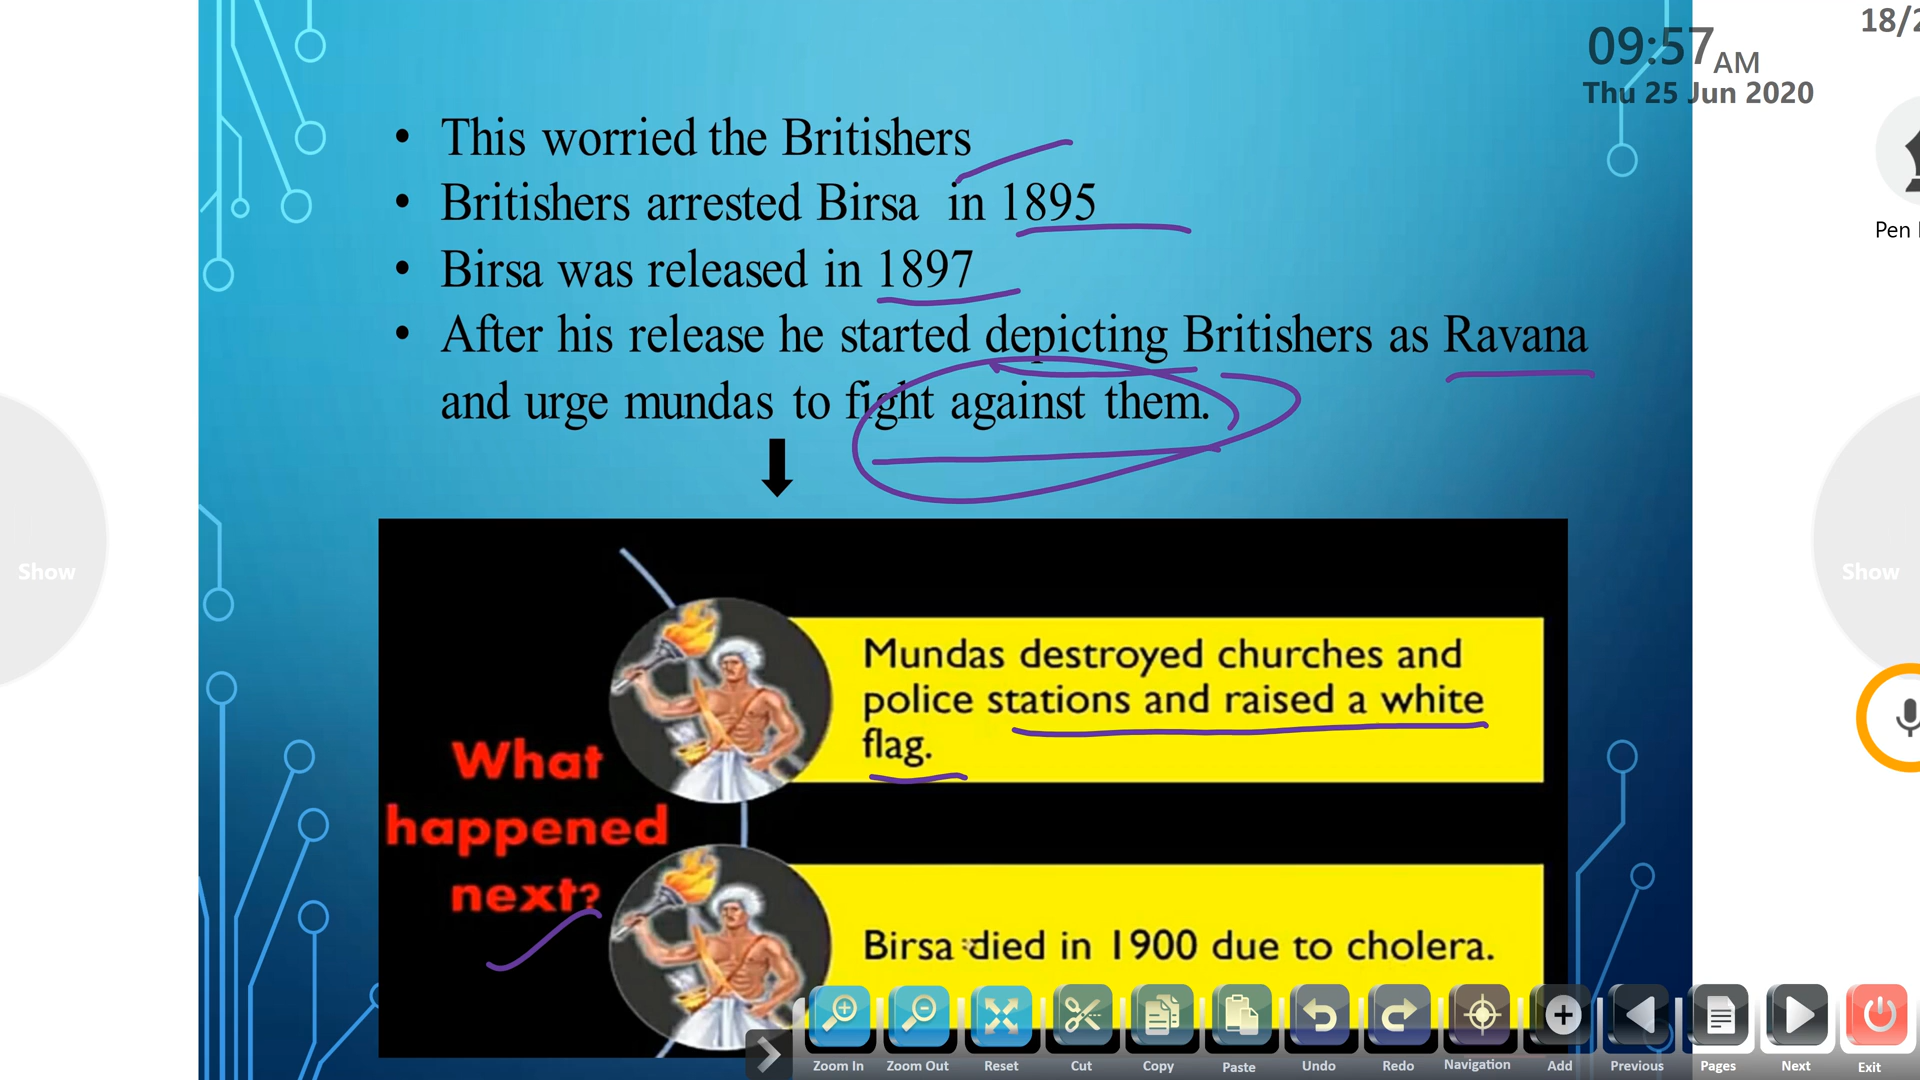 18/2
09:57 AM
Thu 25 Jun 2020
• This worried the Britishers
• Britishers arrested Birsa in 1895
• Birsa was released in 1897
• After his release he started depicting Britishers as Ravana
and urge mundas to fight against them.
Pen
Show
Show
Mundas destroyed churches and
police stations and raised a white
flag.
What
happened
next?
Birsa died in 1900 due to cholera.
Zoom In
Zoom Out
Reset
Cut
Copy
Paste
Undo
Redo
Navigation
Add
Previous
Pages
Next
Exit